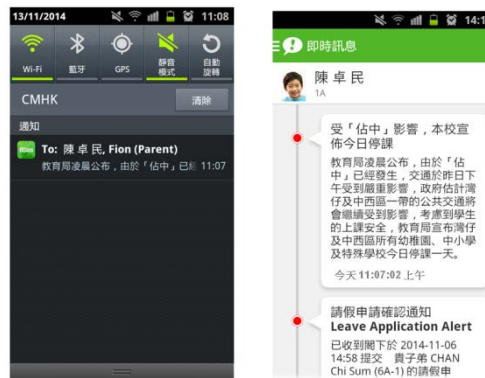 13/11/2014 11:08
Wi-Fi 藍牙 GPS 靜音模式 自動旋轉
CMHK 清除
通知
To: 陳 卓 民, Fion (Parent)
教育局凌晨公布，由於「佔中」已經 11:07
14:1
即時訊息
陳 卓 民
1A
受「佔中」影響，本校宣
佈今日停課
教育局凌晨公布，由於「佔
中」已經發生，交通於昨日下
午受到嚴重影響，政府估計灣
仔及中西區一帶的公共交通將
會繼續受到影響，考慮到學生
的上課安全，教育局宣布灣仔
及中西區所有幼稚園、中小學
及特殊學校今日停課一天。
今天 11:07:02 上午
請假申請確認通知
Leave Application Alert
已收到閣下於 2014-11-06
14:58 提交 貴子弟 CHAN
Chi Sum (6A-1) 的請假申